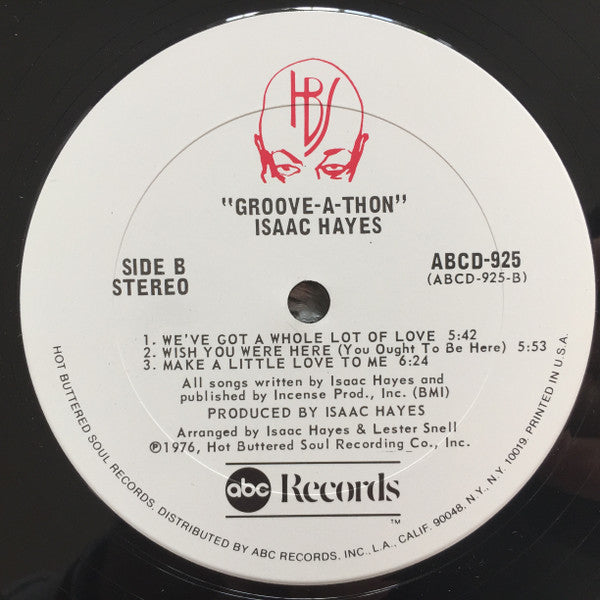 HBS
"GROOVE-A-THON"
ISAAC HAYES
SIDE B
STEREO
ABCD-925
(ABCD-925-B)
1. WE'VE GOT A WHOLE LOT OF LOVE 5:42
2. WISH YOU WERE HERE (You Ought To Be Here) 5:53
3. MAKE A LITTLE LOVE TO ME 6:24
All songs written by Isaac Hayes and
published by Incense Prod., Inc. (BMI)
PRODUCED BY ISAAC HAYES
Arranged by Isaac Hayes & Lester Snell
℗1976, Hot Buttered Soul Recording Co., Inc.
abc Records
TM
HOT BUTTERED SOUL RECORDS, DISTRIBUTED BY ABC RECORDS, INC., L.A., CALIF. 90048, N.Y., N.Y. 10019. PRINTED IN U.S.A.